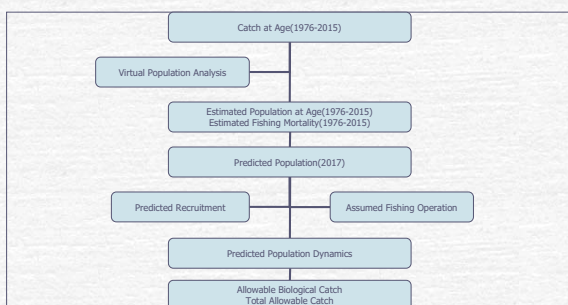 Catch at Age(1976-2015)
Virtual Population Analysis
Estimated Population at Age(1976-2015)
Estimated Fishing Mortality(1976-2015)
Predicted Population(2017)
Predicted Recruitment
Assumed Fishing Operation
Predicted Population Dynamics
Allowable Biological Catch
Total Allowable Catch